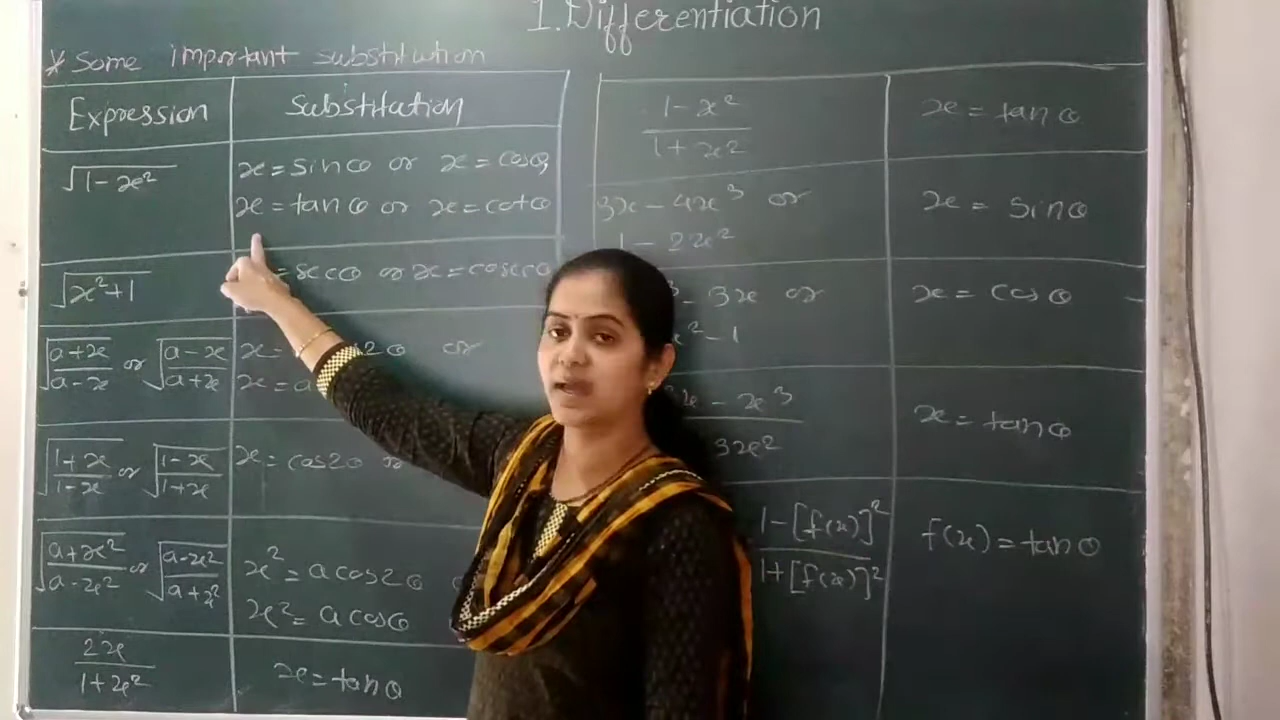 1. Differentiation
* Some important substitution
Expression Substitution
√(1-x²) x = sinθ or x = cosθ
x = tanθ or x = cotθ
√(x²+1) = secθ or x = cosecθ
√((a+x)/(a-x)) or √((a-x)/(a+x)) x = 2θ or
x = a
√((1+x)/(1-x)) or √((1-x)/(1+x)) x = cos2θ or
√((a+x²)/(a-x²)) or √((a-x²)/(a+x²)) x² = a cos2θ
x² = a cosθ
2x/(1+x²) x = tanθ
(1-x²)/(1+x²) x = tanθ
3x - 4x³ or x = sinθ
1 - 2x²
³ - 3x or x = cosθ
x² - 1
x - x³ x = tanθ
3x²
(1-[f(x)]²)/(1+[f(x)]²) f(x) = tanθ